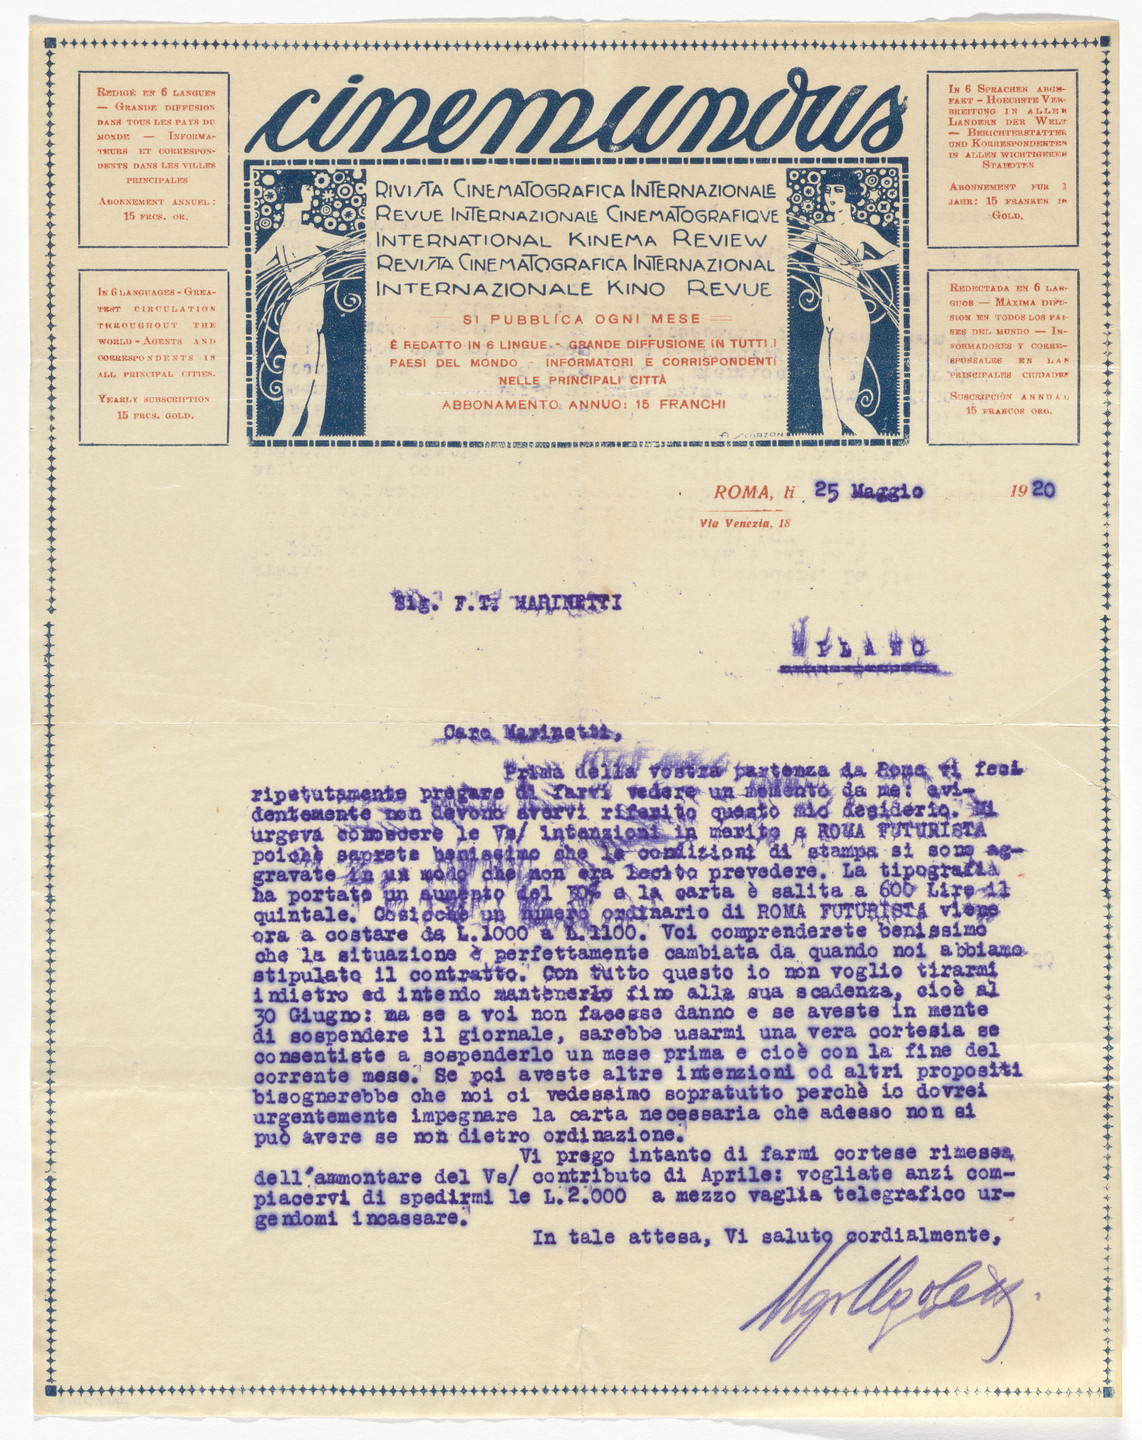 cinemundus
REDIGÉ EN 6 LANGUES
— GRANDE DIFFUSION
DANS TOUS LES PAYS DU
MONDE — INFORMA-
TEURS ET CORRESPON-
DENTS DANS LES VILLES
PRINCIPALES
ABONNEMENT ANNUEL:
15 FRCS. OR.
IN 6 LANGUAGES - GREA-
TEST CIRCULATION
THROUGHOUT THE
WORLD - AGENTS AND
CORRESPONDENTS IN
ALL PRINCIPAL CITIES.
YEARLY SUBSCRIPTION
15 FRCS. GOLD.
RIVISTA CINEMATOGRAFICA INTERNAZIONALE
REVUE INTERNAZIONALE CINEMATOGRAFIQUE
INTERNATIONAL KINEMA REVIEW
REVISTA CINEMATOGRAFICA INTERNAZIONAL
INTERNAZIONALE KINO REVUE
SI PUBBLICA OGNI MESE
È REDATTO IN 6 LINGUE - GRANDE DIFFUSIONE IN TUTTI I
PAESI DEL MONDO - INFORMATORI E CORRISPONDENTI
NELLE PRINCIPALI CITTÀ
ABBONAMENTO ANNUO: 15 FRANCHI
A. SCORZON
IN 6 SPRACHEN ABGE-
FAKT - HOECHSTE VER-
BREITUNG IN ALLER
LANDERN DER WELT
— BERICHTERSTATTER
UND KORRESPONDENTEN
IN ALLEN WICHTIGEREN
STAEDTEN
ABONNEMENT FUR 1
JAHR: 15 FRANKEN IN
GOLD.
REDECTADA EN 6 LAN-
GUOS — MÀXIMA DIFU-
SION EN TODOS LOS PAI-
SES DEL MUNDO — IN-
FORMADORES Y CORRE-
SPUSSALES EN LAS
PRINCIPALES CIUDADES
SUSCRIPCIÒN ANNUAL
15 FRANCOS ORO.
ROMA, li 25 Maggio 1920
Via Venezia, 18
Sig. F.T. MARINETTI
MILANO
Caro Marinetti,
Prima della vostra partenza da Roma vi feci
ripetutamente pregare di farvi vedere un momento da me: evi-
dentemente non devono avervi riferito questo mio desiderio. Mi
urgeva conoscere le Vs/ intenzioni in merito a ROMA FUTURISTA
poichè saprete benissimo che le condizioni di stampa si sono ag-
gravate in un modo che non era lecito prevedere. La tipografia
ha portato un aumento del 70% e la carta è salita a 600 Lire il
quintale. Cosicchè un numero ordinario di ROMA FUTURISTA viene
ora a costare da L.1000 a L.1100. Voi comprenderete benissimo
che la situazione è perfettamente cambiata da quando noi abbiamo
stipulato il contratto. Con tutto questo io non voglio tirarmi
indietro ed intendo mantenerlo fino alla sua scadenza, cioè al
30 Giugno: ma se a voi non facesse danno e se aveste in mente
di sospendere il giornale, sarebbe usarmi una vera cortesia se
consentiste a sospenderlo un mese prima e cioè con la fine del
corrente mese. Se poi aveste altre intenzioni od altri propositi
bisognerebbe che noi ci vedessimo sopratutto perchè io dovrei
urgentemente impegnare la carta necessaria che adesso non si
può avere se non dietro ordinazione.
Vi prego intanto di farmi cortese rimessa
dell'ammontare del Vs/ contributo di Aprile: vogliate anzi com-
piacervi di spedirmi le L.2.000 a mezzo vaglia telegrafico ur-
gendomi incassare.
In tale attesa, Vi saluto cordialmente,